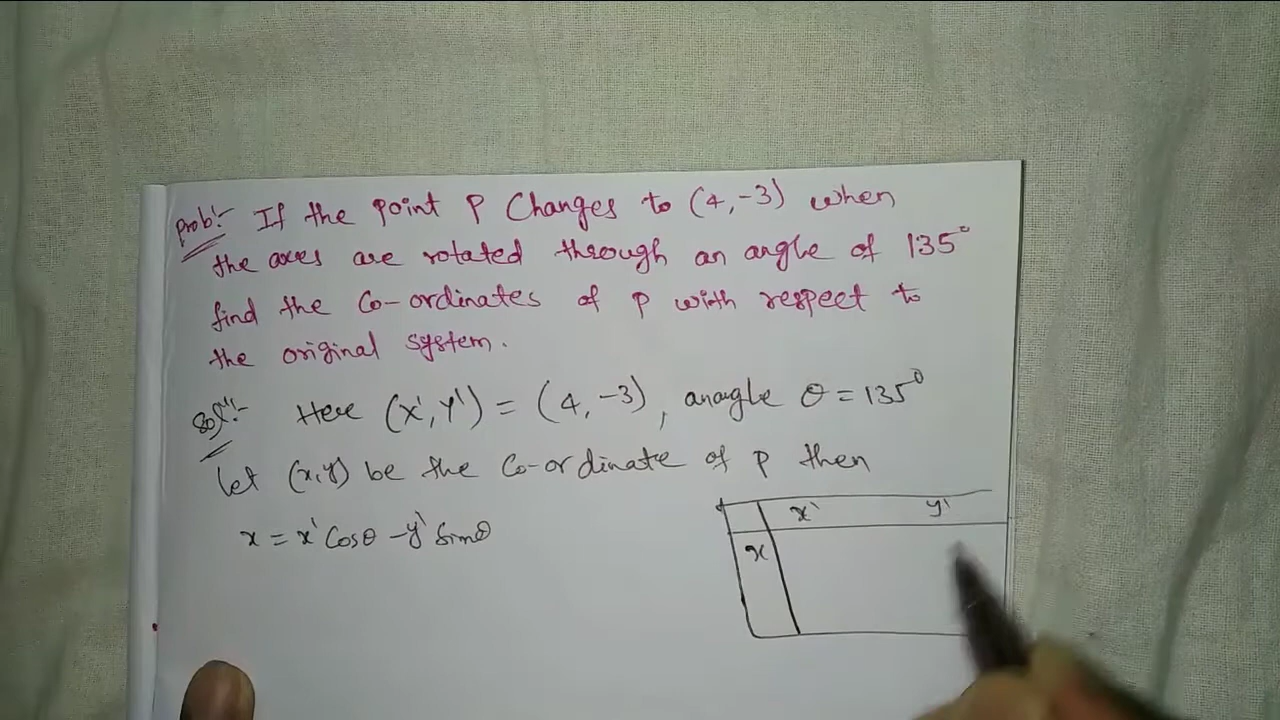 Prob:- If the point P Changes to (4,-3) when
the axes are rotated through an angle of 135°
find the Co-ordinates of P with respect to
the original system.
Solⁿ:- Here (x', y') = (4, -3), anagle θ = 135°
Let (x,y) be the Co-ordinate of P then
x = x' Cosθ - y' Sinθ
x' y'
x